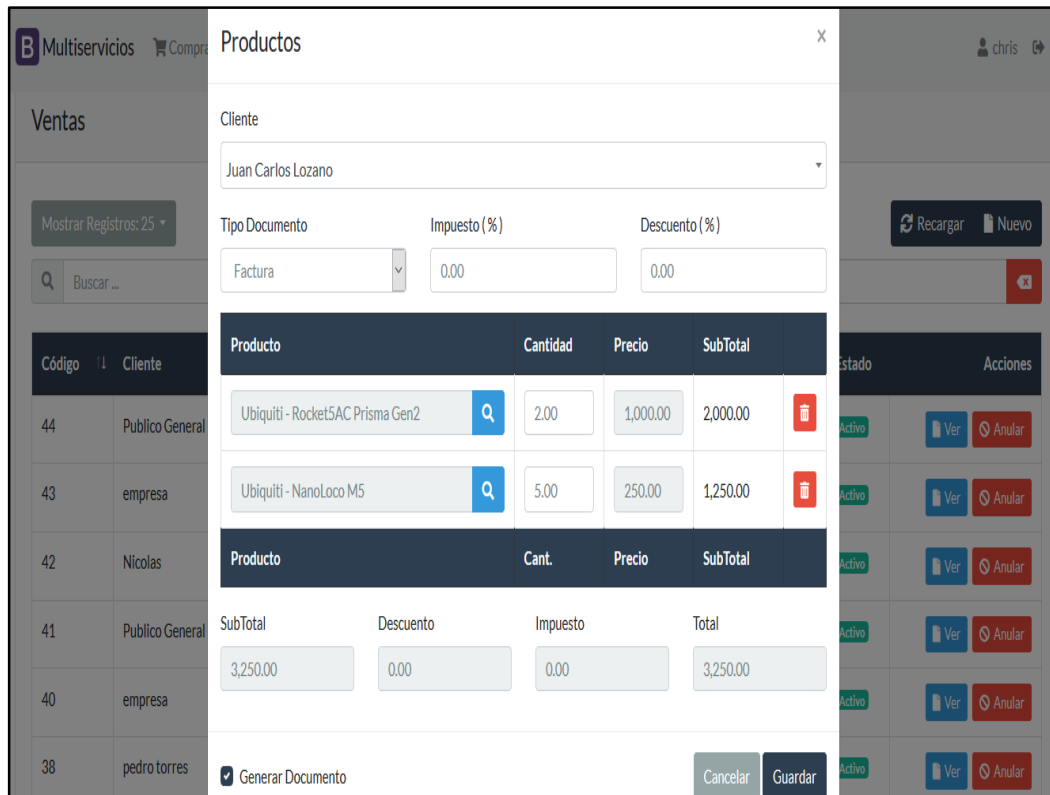 B Multiservicios Compra
chris
Productos
x
Ventas
Cliente
Juan Carlos Lozano
Mostrar Registros: 25
Recargar Nuevo
Tipo Documento Impuesto ( % ) Descuento ( % )
Factura 0.00 0.00
Buscar ...
Producto Cantidad Precio SubTotal
Código Cliente Estado Acciones
Ubiquiti - Rocket5AC Prisma Gen2 2.00 1,000.00 2,000.00
44 Publico General Activo Ver Anular
Ubiquiti - NanoLoco M5 5.00 250.00 1,250.00
43 empresa Activo Ver Anular
Producto Cant. Precio SubTotal
42 Nicolas Activo Ver Anular
SubTotal Descuento Impuesto Total
3,250.00 0.00 0.00 3,250.00
41 Publico General Activo Ver Anular
40 empresa Activo Ver Anular
38 pedro torres Activo Ver Anular
Generar Documento
Cancelar Guardar